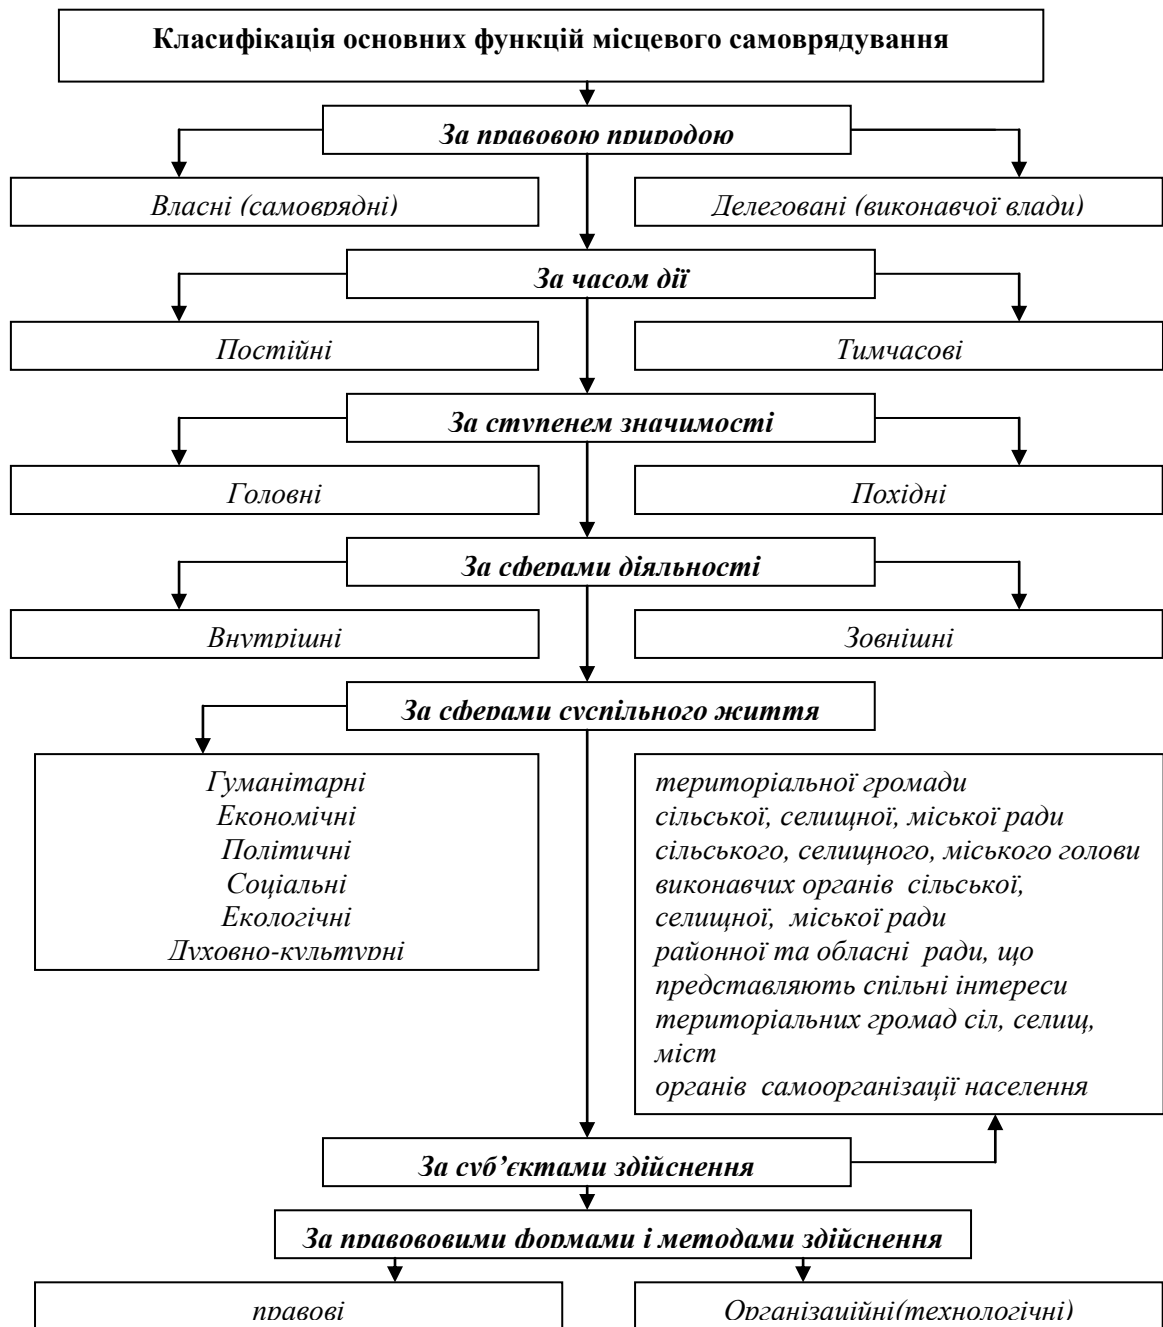 Класифікація основних функцій місцевого самоврядування
За правовою природою
Власні (самоврядні)
Делеговані (виконавчої влади)
За часом дії
Постійні
Тимчасові
За ступенем значимості
Головні
Похідні
За сферами діяльності
Внутрішні
Зовнішні
За сферами суспільного життя
Гуманітарні
Економічні
Політичні
Соціальні
Екологічні
Духовно-культурні
територіальної громади
сільської, селищної, міської ради
сільського, селищного, міського голови
виконавчих органів сільської,
селищної, міської ради
районної та обласні ради, що
представляють спільні інтереси
територіальних громад сіл, селищ,
міст
органів самоорганізації населення
За суб’єктами здійснення
За правововими формами і методами здійснення
правові
Організаційні(технологічні)